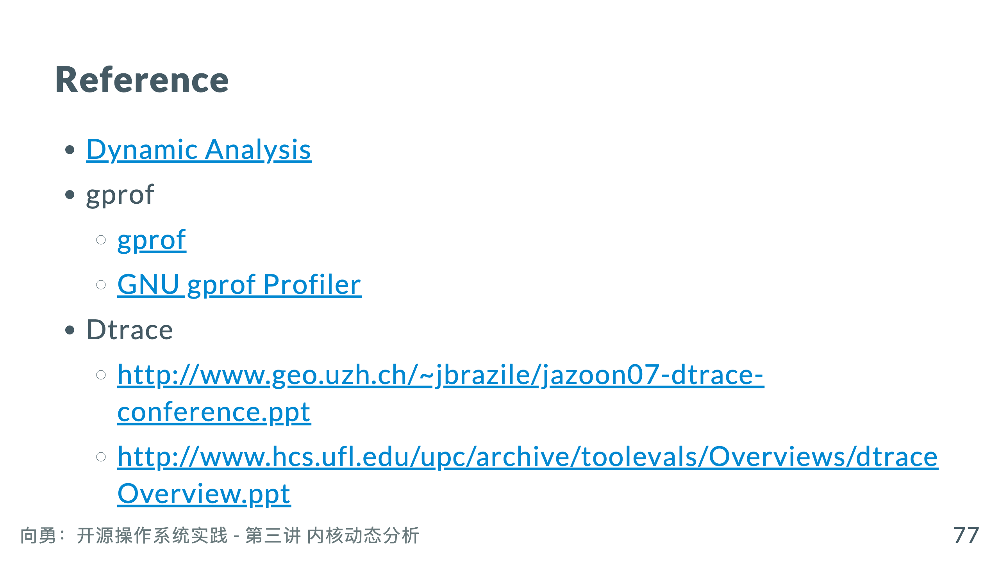 Reference
Dynamic Analysis
gprof
gprof
GNU gprof Profiler
Dtrace
http://www.geo.uzh.ch/~jbrazile/jazoon07-dtrace-
conference.ppt
http://www.hcs.ufl.edu/upc/archive/toolevals/Overviews/dtrace
Overview.ppt
向勇：开源操作系统实践 - 第三讲 内核动态分析
77